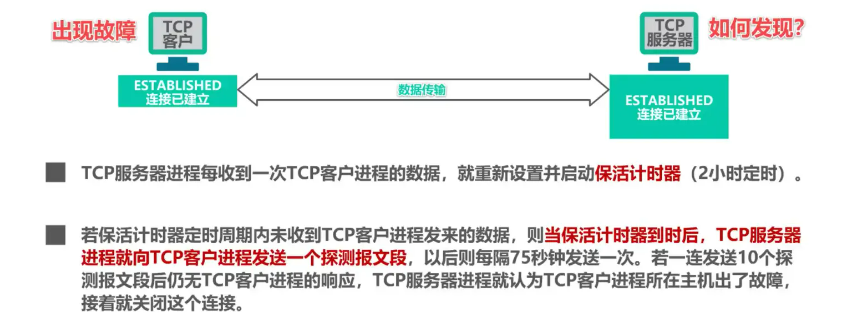 出现故障
TCP
客户
TCP
服务器
如何发现?
ESTABLISHED
连接已建立
数据传输
ESTABLISHED
连接已建立
TCP服务器进程每收到一次TCP客户进程的数据，就重新设置并启动保活计时器（2小时定时）。
若保活计时器定时周期内未收到TCP客户进程发来的数据，则当保活计时器到时后，TCP服务器
进程就向TCP客户进程发送一个探测报文段，以后则每隔75秒钟发送一次。若一连发送10个探
测报文段后仍无TCP客户进程的响应，TCP服务器进程就认为TCP客户进程所在主机出了故障，
接着就关闭这个连接。